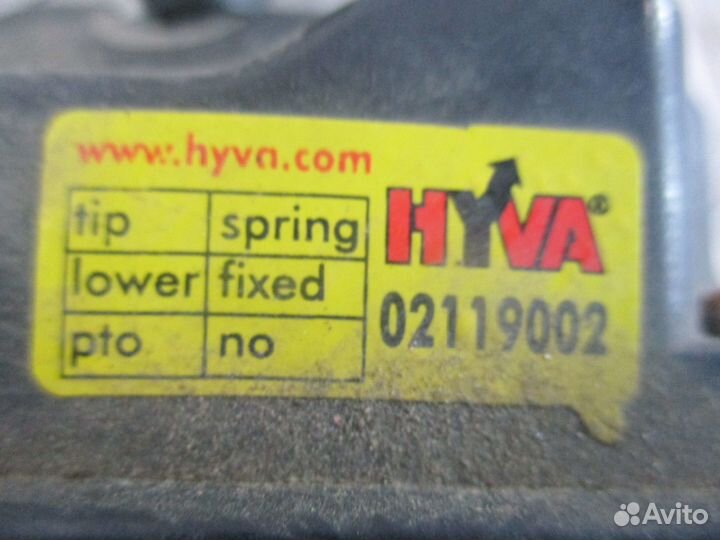 www.hyva.com
tip spring
lower fixed
pto no
HYVA®
02119002
Avito